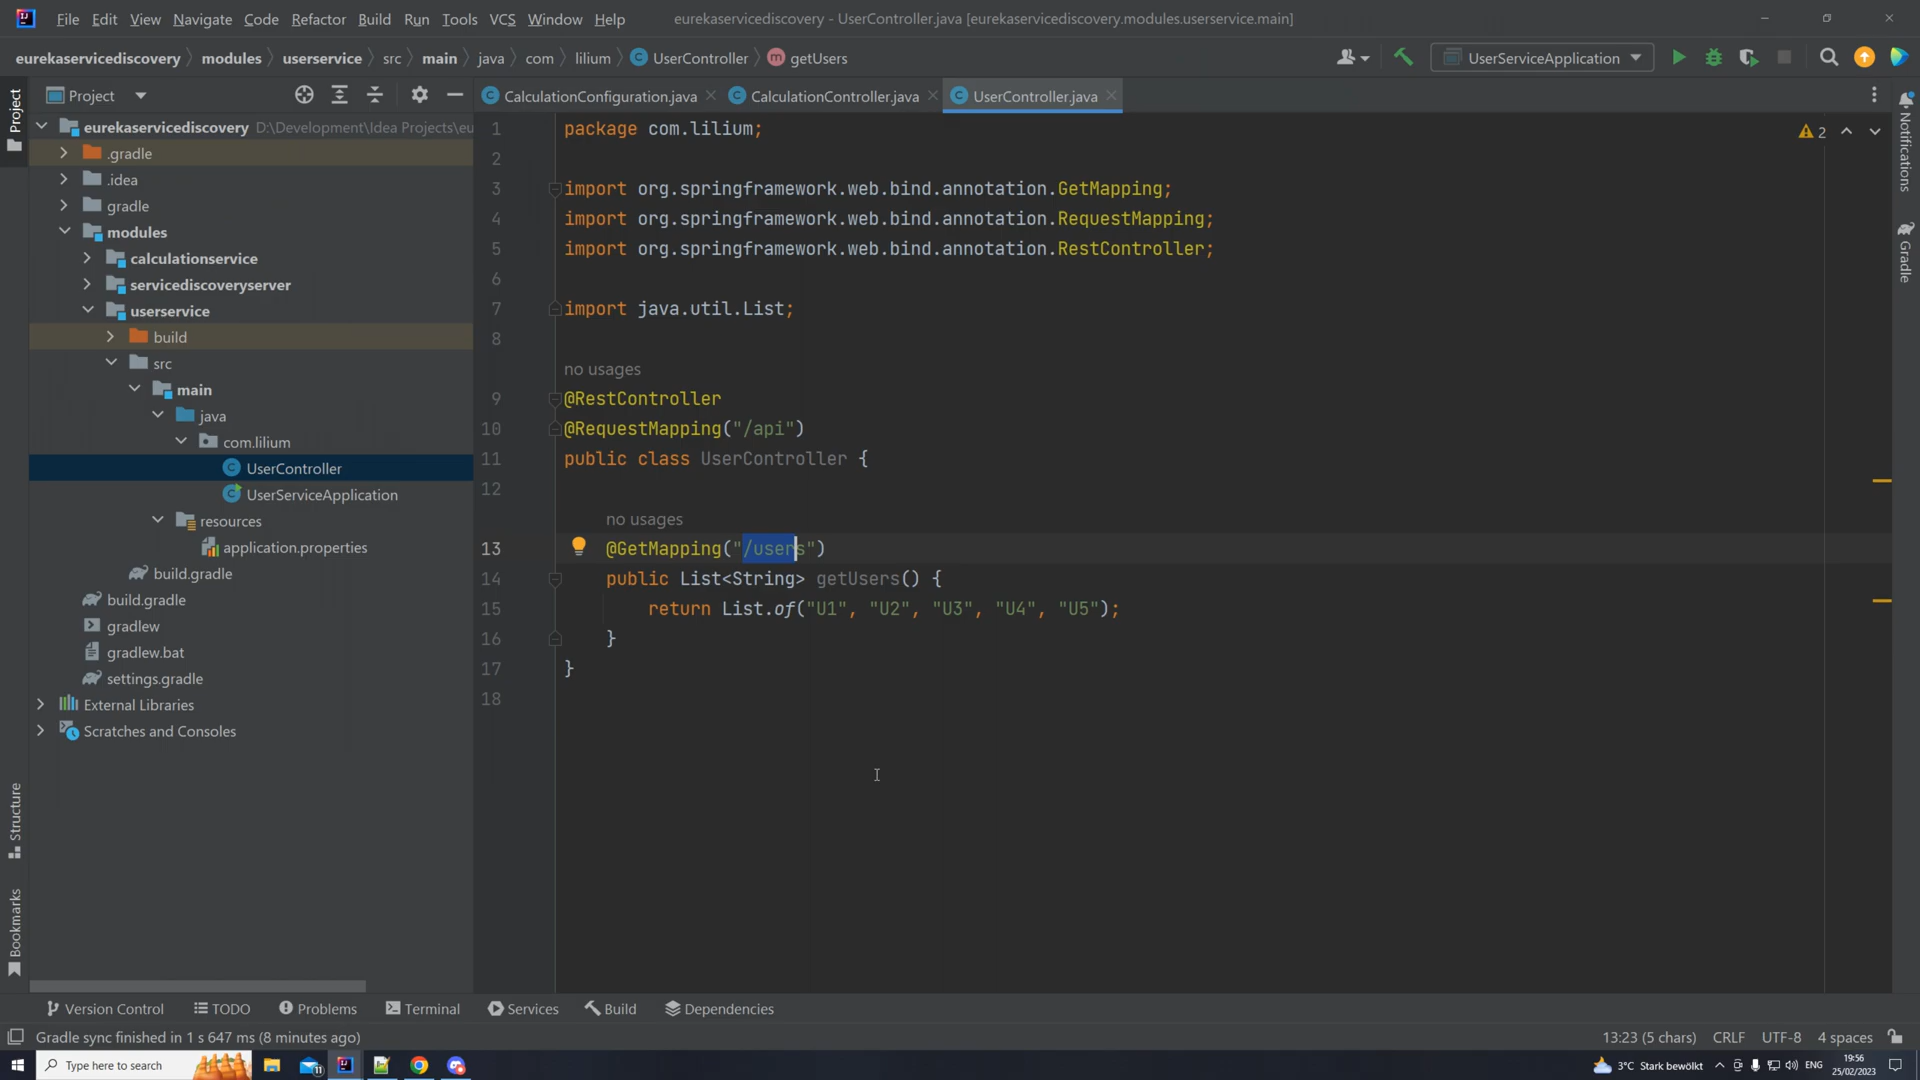 File Edit View Navigate Code Refactor Build Run Tools VCS Window Help eurekaservicediscovery - UserController.java [eurekaservicediscovery.modules.userservice.main]
eurekaservicediscovery modules userservice src main java com lilium UserController getUsers UserServiceApplication
Project CalculationConfiguration.java CalculationController.java UserController.java
Project
Notifications
Gradle
Structure
Bookmarks
eurekaservicediscovery D:\Development\Idea Projects\eu
.gradle
.idea
gradle
modules
calculationservice
servicediscoveryserver
userservice
build
src
main
java
com.lilium
UserController
UserServiceApplication
resources
application.properties
build.gradle
build.gradle
gradlew
gradlew.bat
settings.gradle
External Libraries
Scratches and Consoles
2
1 package com.lilium;
2
3 import org.springframework.web.bind.annotation.GetMapping;
4 import org.springframework.web.bind.annotation.RequestMapping;
5 import org.springframework.web.bind.annotation.RestController;
6
7 import java.util.List;
8
no usages
9 @RestController
10 @RequestMapping("/api")
11 public class UserController {
12
no usages
13 @GetMapping("/users")
14 public List<String> getUsers() {
15 return List.of("U1", "U2", "U3", "U4", "U5");
16 }
17 }
18
Version Control TODO Problems Terminal Services Build Dependencies
Gradle sync finished in 1 s 647 ms (8 minutes ago) 13:23 (5 chars) CRLF UTF-8 4 spaces
Type here to search 11 3°C Stark bewölkt ENG 19:56
25/02/2023